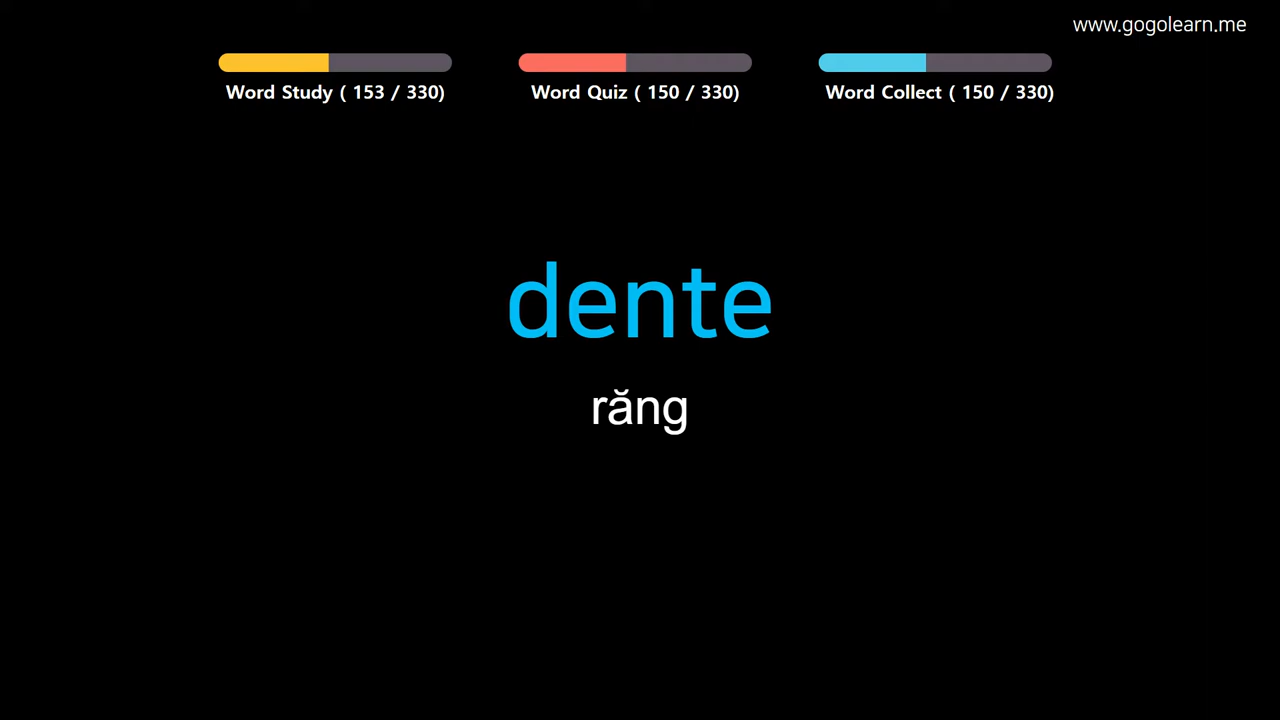 www.gogolearn.me
Word Study ( 153 / 330)
Word Quiz ( 150 / 330)
Word Collect ( 150 / 330)
dente
răng